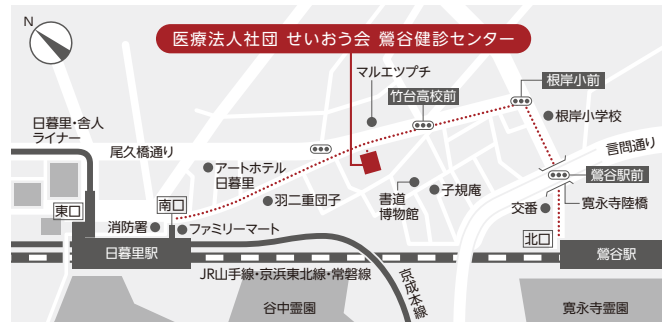 N
医療法人社団 せいおう会 鶯谷健診センター
マルエツプチ
根岸小前
竹台高校前
根岸小学校
日暮里・舎人
ライナー
尾久橋通り
言問通り
アートホテル
日暮里
鶯谷駅前
羽二重団子
書道
博物館
子規庵
寛永寺陸橋
交番
東口
南口
消防署
ファミリーマート
北口
日暮里駅
鶯谷駅
JR山手線・京浜東北線・常磐線
京成本線
谷中霊園
寛永寺霊園